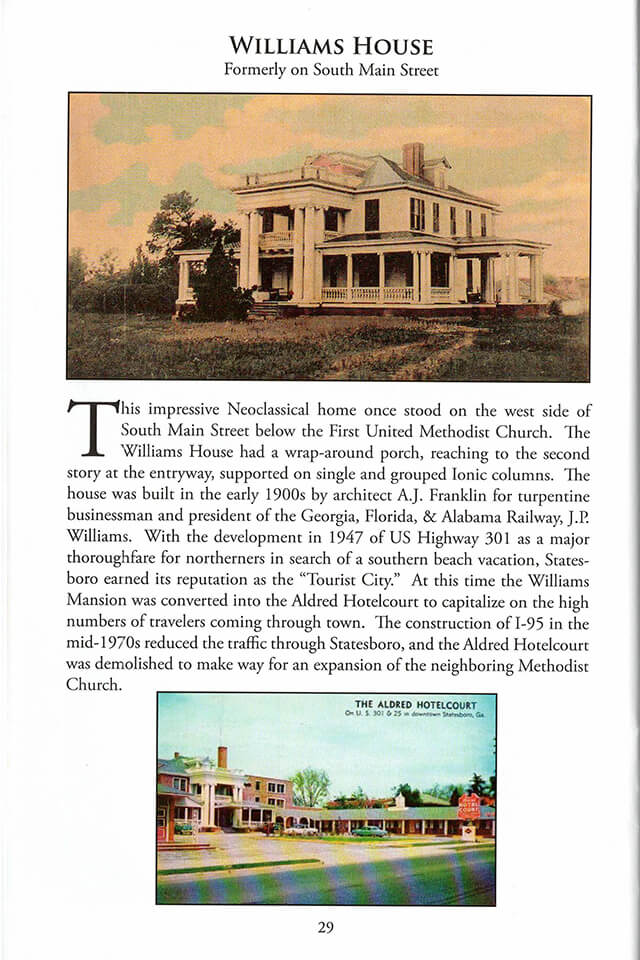 WILLIAMS HOUSE
Formerly on South Main Street
This impressive Neoclassical home once stood on the west side of
South Main Street below the First United Methodist Church. The
Williams House had a wrap-around porch, reaching to the second
story at the entryway, supported on single and grouped Ionic columns. The
house was built in the early 1900s by architect A.J. Franklin for turpentine
businessman and president of the Georgia, Florida, & Alabama Railway, J.P.
Williams. With the development in 1947 of US Highway 301 as a major
thoroughfare for northerners in search of a southern beach vacation, States-
boro earned its reputation as the “Tourist City.” At this time the Williams
Mansion was converted into the Aldred Hotelcourt to capitalize on the high
numbers of travelers coming through town. The construction of I-95 in the
mid-1970s reduced the traffic through Statesboro, and the Aldred Hotelcourt
was demolished to make way for an expansion of the neighboring Methodist
Church.
THE ALDRED HOTELCOURT
On U. S. 301 & 25 in downtown Statesboro, Ga.
HOTEL
COURT
29